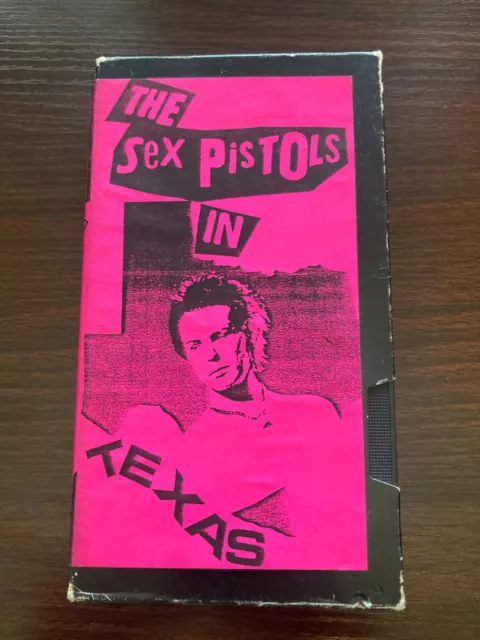 THE
SEX PISTOLS
IN
TEXAS